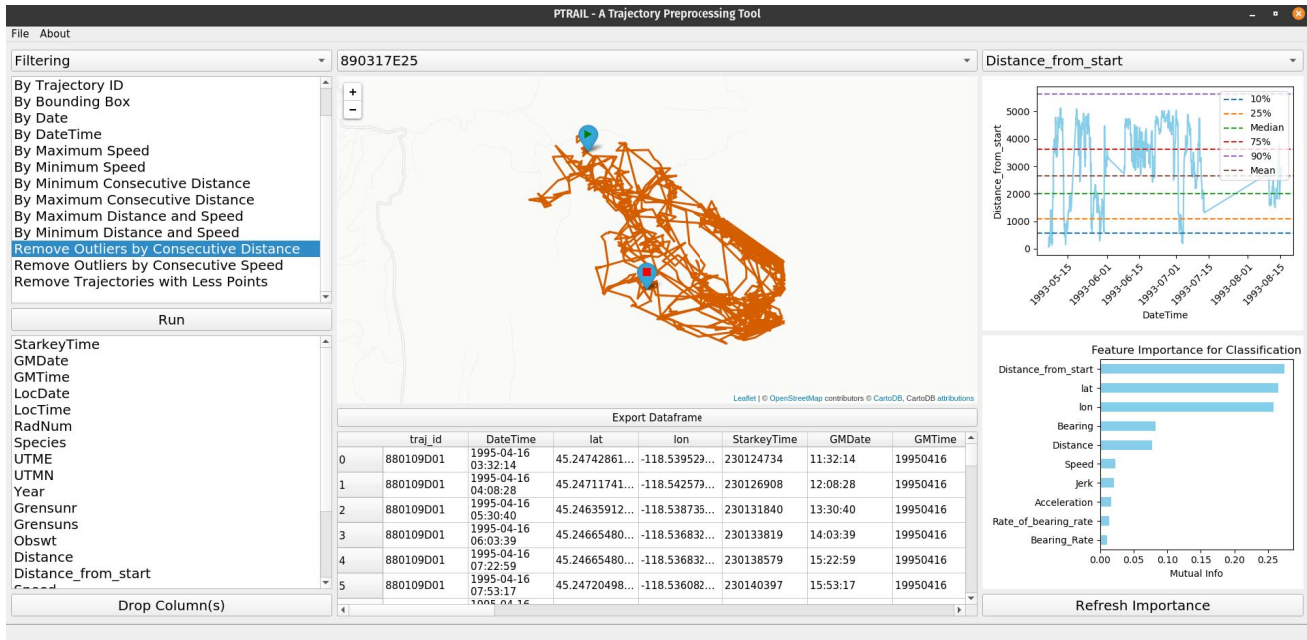 PTRAIL - A Trajectory Preprocessing Tool
File About
Filtering
By Trajectory ID
By Bounding Box
By Date
By DateTime
By Maximum Speed
By Minimum Speed
By Minimum Consecutive Distance
By Maximum Consecutive Distance
By Maximum Distance and Speed
By Minimum Distance and Speed
Remove Outliers by Consecutive Distance
Remove Outliers by Consecutive Speed
Remove Trajectories with Less Points
Run
StarkeyTime
GMDate
GMTime
LocDate
LocTime
RadNum
Species
UTME
UTMN
Year
Grensunr
Grensuns
Obswt
Distance
Distance_from_start
Drop Column(s)
890317E25
+
−
Leaflet | © OpenStreetMap contributors © CartoDB, CartoDB attributions
Export Dataframe
traj_id DateTime lat lon StarkeyTime GMDate GMTime
0 880109D01 1995-04-16 03:32:14 45.24742861... -118.539529... 230124734 11:32:14 19950416
1 880109D01 1995-04-16 04:08:28 45.24711741... -118.542579... 230126908 12:08:28 19950416
2 880109D01 1995-04-16 05:30:40 45.24635912... -118.538735... 230131840 13:30:40 19950416
3 880109D01 1995-04-16 06:03:39 45.24665480... -118.536832... 230133819 14:03:39 19950416
4 880109D01 1995-04-16 07:22:59 45.24665480... -118.536832... 230138579 15:22:59 19950416
5 880109D01 1995-04-16 07:53:17 45.24720498... -118.536082... 230140397 15:53:17 19950416
Distance_from_start
Distance_from_start
5000
4000
3000
2000
1000
0
10%
25%
Median
75%
90%
Mean
1993-05-15
1993-06-01
1993-06-15
1993-07-01
1993-07-15
1993-08-01
1993-08-15
DateTime
Feature Importance for Classification
Distance_from_start
lat
lon
Bearing
Distance
Speed
Jerk
Acceleration
Rate_of_bearing_rate
Bearing_Rate
0.00 0.05 0.10 0.15 0.20 0.25
Mutual Info
Refresh Importance